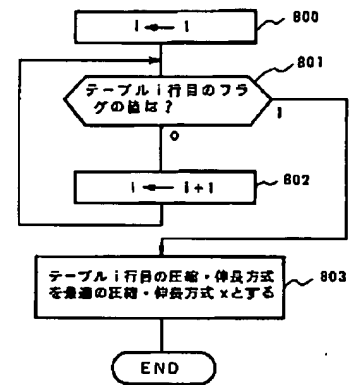 i ← 1
800
801
テーブル i 行目のフラ
グの値は?
1
0
i ← i+1
802
テーブル i 行目の圧縮・伸長方式
を最適の圧縮・伸長方式 x とする
803
END